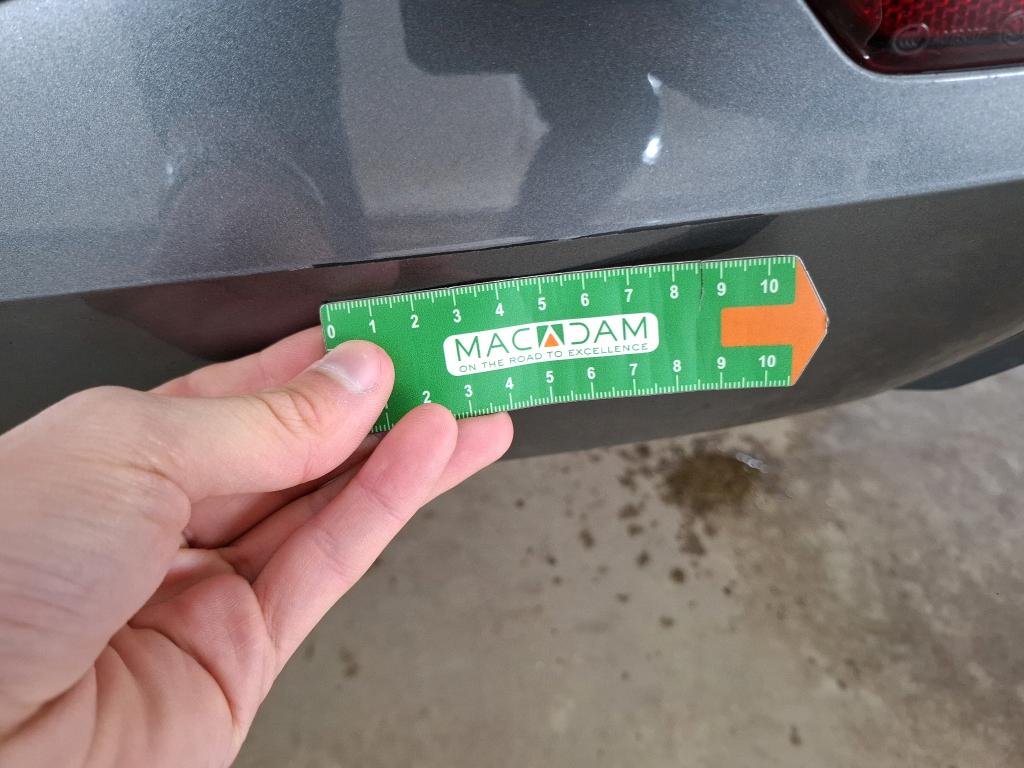 0 1 2 3 4 5 6 7 8 9 10
MACADAM
ON THE ROAD TO EXCELLENCE
2 3 4 5 6 7 8 9 10